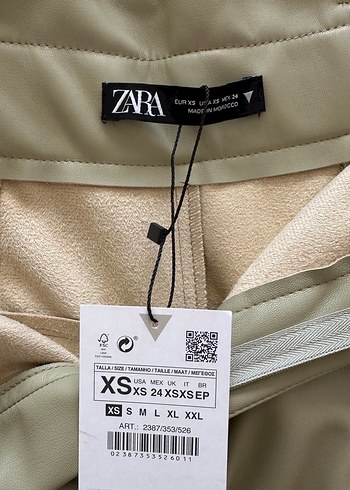 ZARA
EUR XS USA XS MEX 24
MADE IN MOROCCO
FSC
TALLA / SIZE / TAMANHO / TAILLE / MAAT / ΜΕΓΕΘΟΣ
XS
USA MEX UK IT BR
XS 24 XS XS EP
XS S M L XL XXL
ART.: 2387/353/526
02387353526011